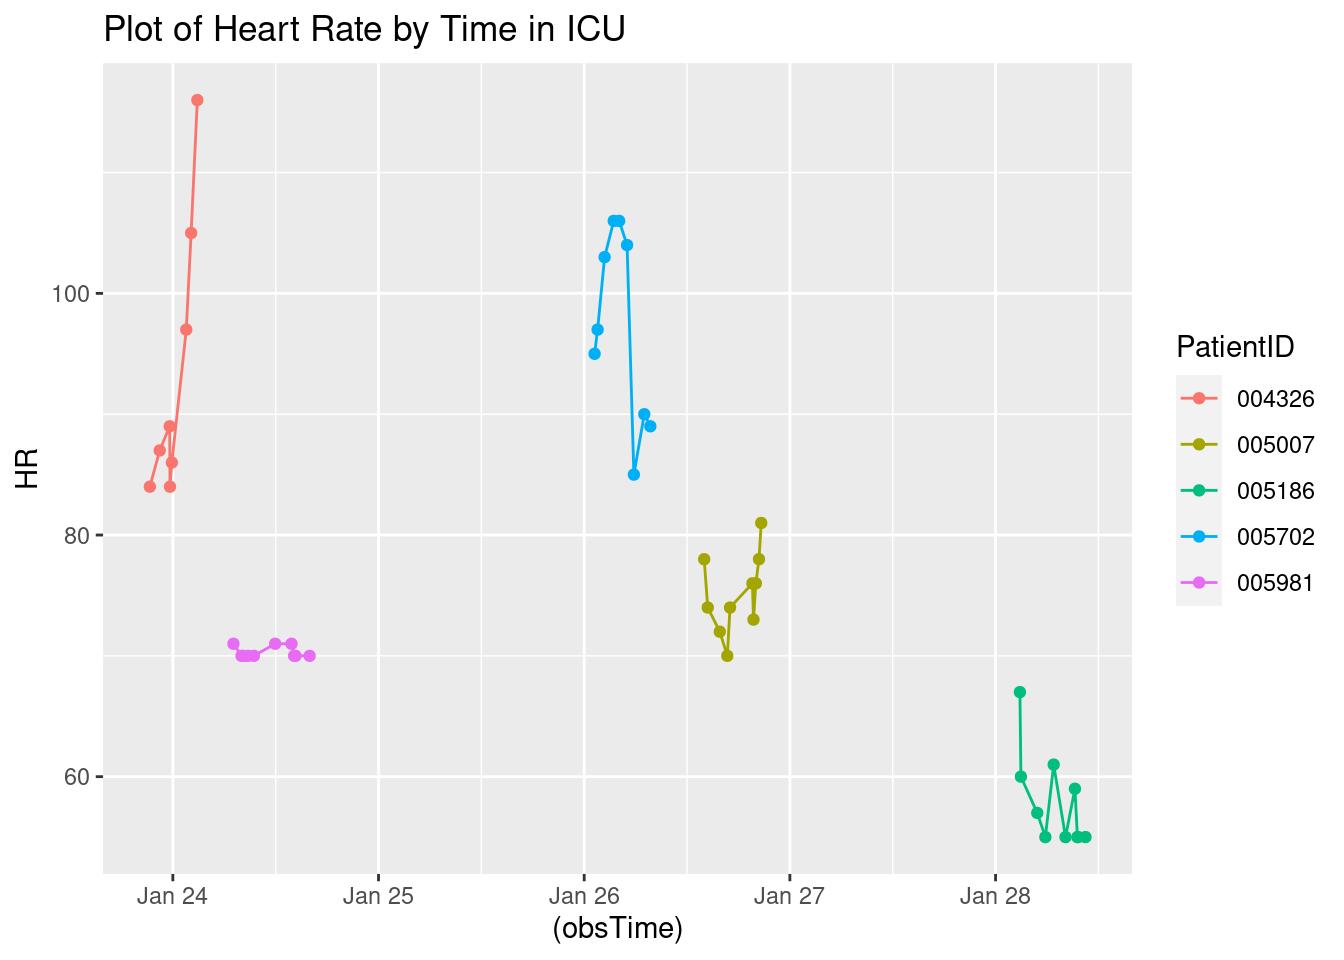 Plot of Heart Rate by Time in ICU
HR
100
80
60
Jan 24
Jan 25
Jan 26
Jan 27
Jan 28
(obsTime)
PatientID
004326
005007
005186
005702
005981